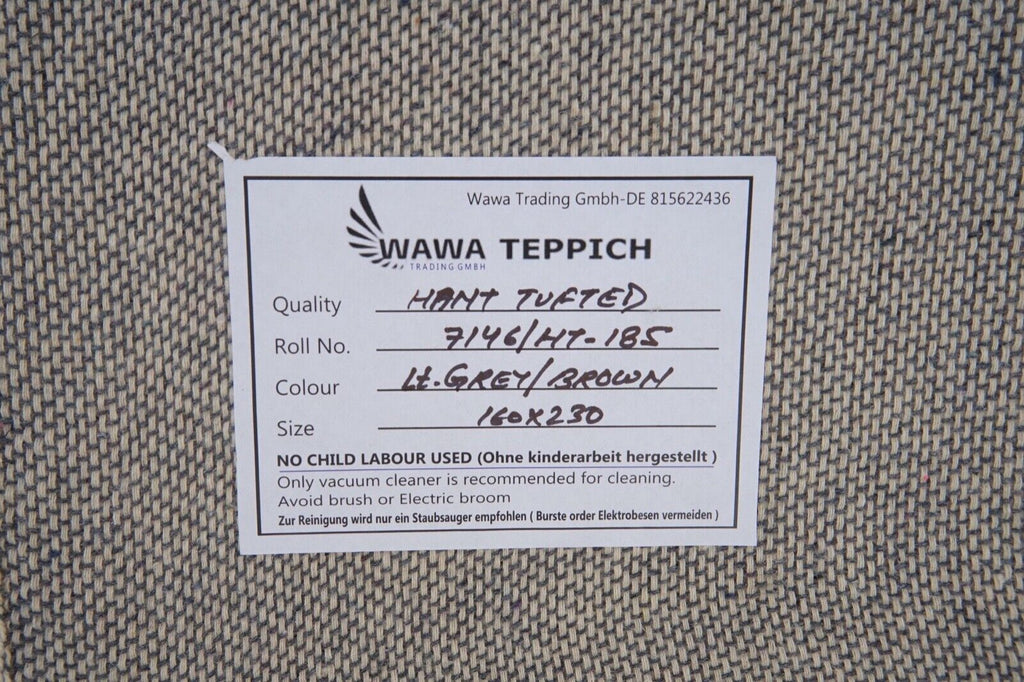 Wawa Trading Gmbh-DE 815622436
WAWA TEPPICH
TRADING GMBH
Quality HANT TUFTED
Roll No. 7146/HT-185
Colour Lt. GREY/BROWN
Size 160X230
NO CHILD LABOUR USED (Ohne kinderarbeit hergestellt )
Only vacuum cleaner is recommended for cleaning.
Avoid brush or Electric broom
Zur Reinigung wird nur ein Staubsauger empfohlen ( Burste order Elektrobesen vermeiden )